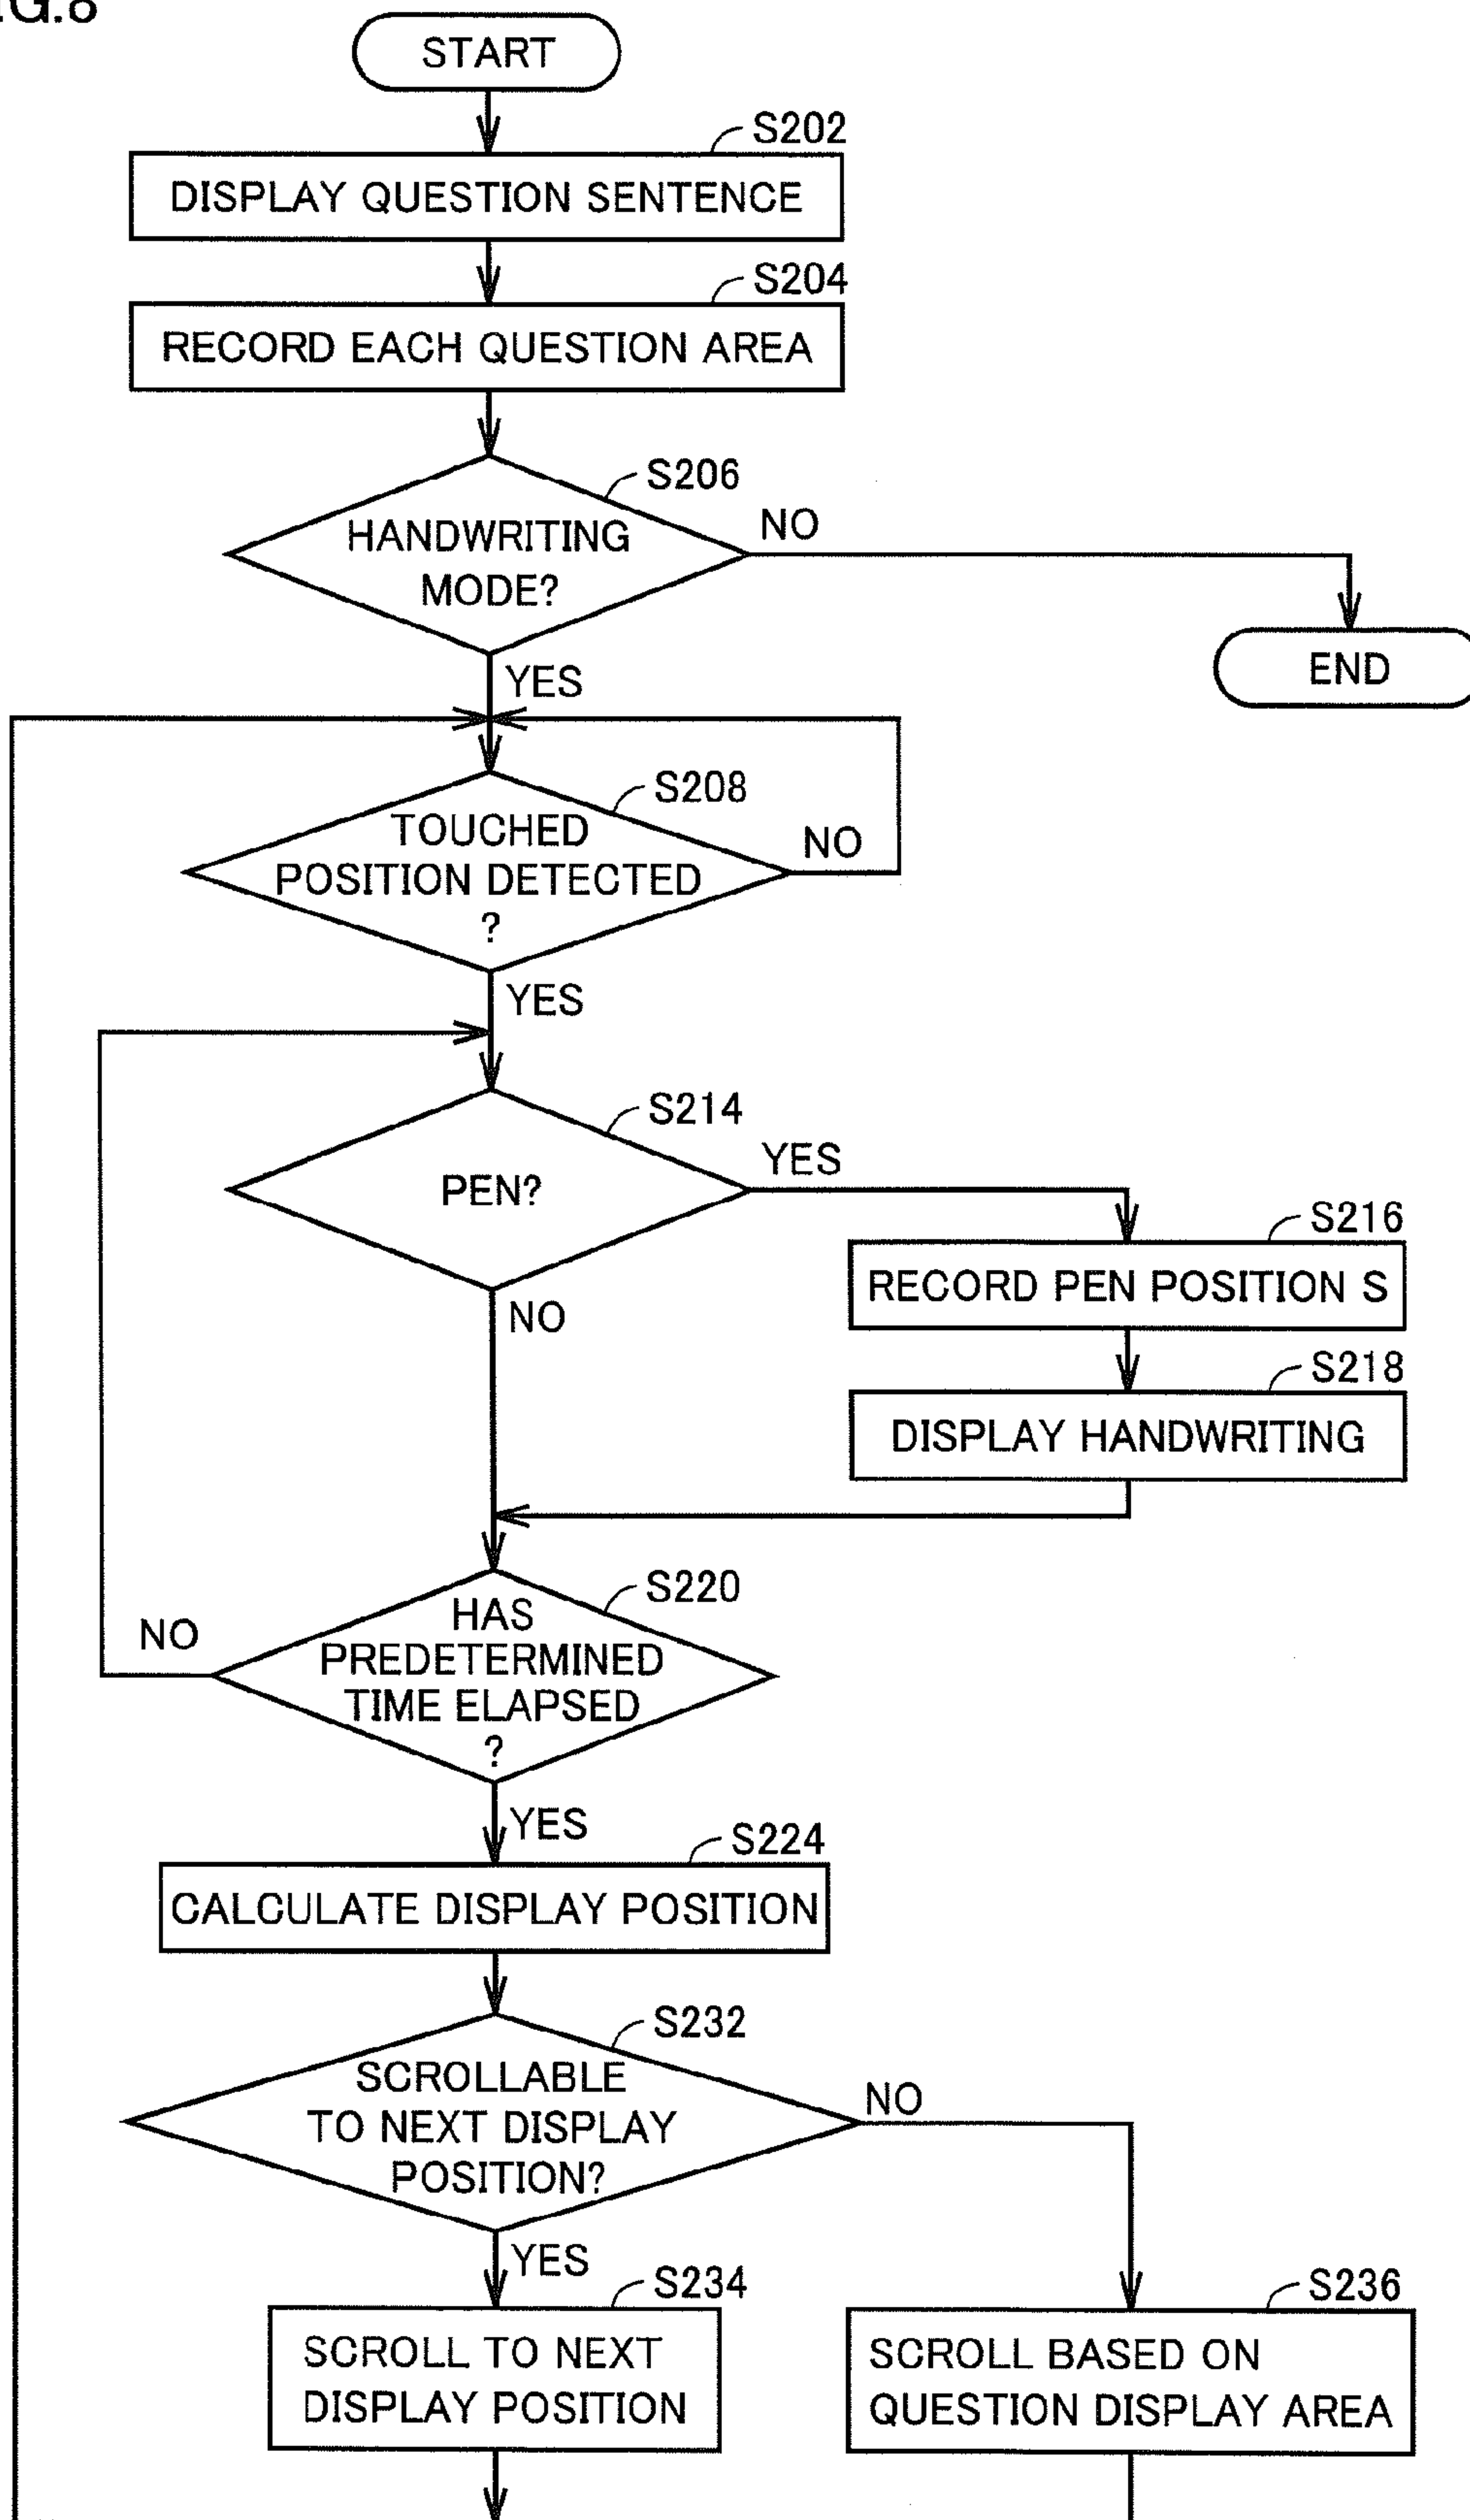 IG.8
START
S202
DISPLAY QUESTION SENTENCE
S204
RECORD EACH QUESTION AREA
S206
HANDWRITING
MODE?
NO
END
YES
S208
TOUCHED
POSITION DETECTED
?
NO
YES
S214
PEN?
YES
S216
RECORD PEN POSITION S
NO
S218
DISPLAY HANDWRITING
S220
HAS
PREDETERMINED
TIME ELAPSED
?
NO
YES
S224
CALCULATE DISPLAY POSITION
S232
SCROLLABLE
TO NEXT DISPLAY
POSITION?
NO
YES
S234
SCROLL TO NEXT
DISPLAY POSITION
S236
SCROLL BASED ON
QUESTION DISPLAY AREA